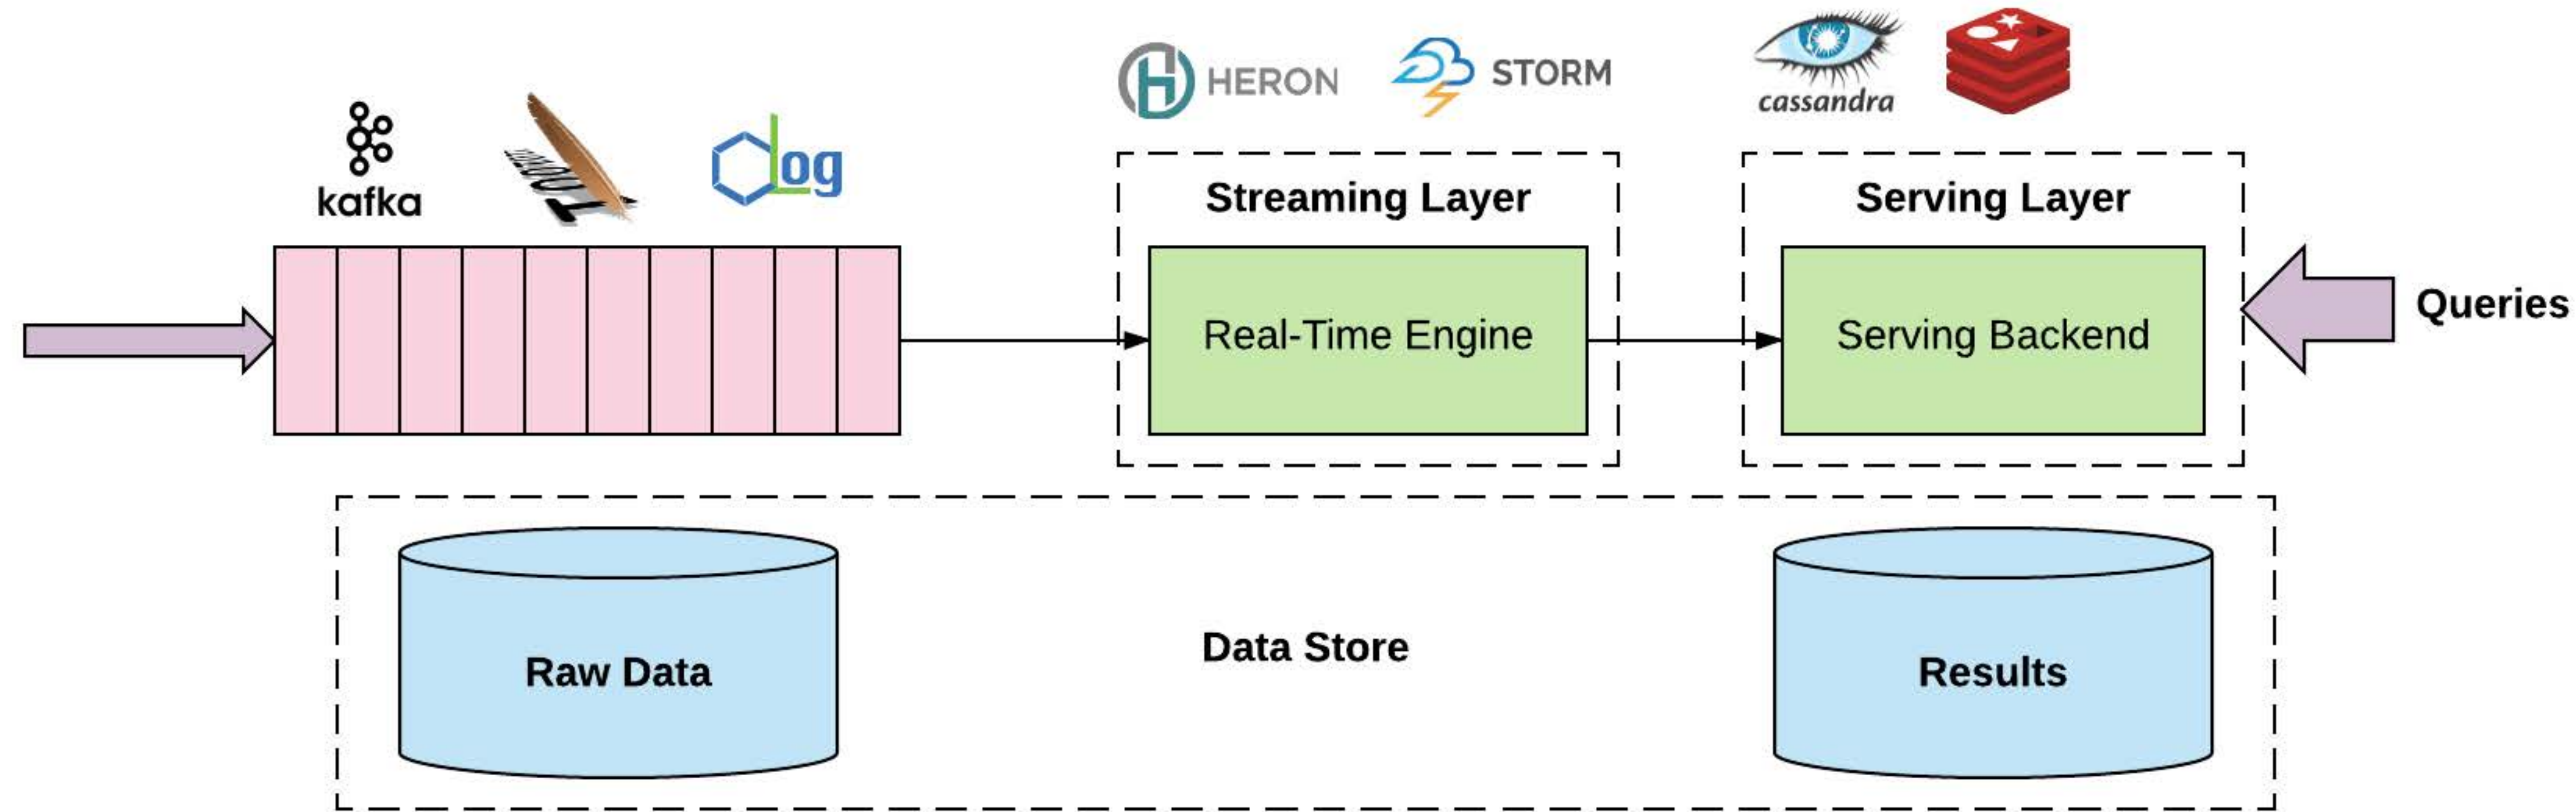 HERON
STORM
cassandra
kafka
Log
Streaming Layer
Serving Layer
Real-Time Engine
Serving Backend
Queries
Raw Data
Data Store
Results